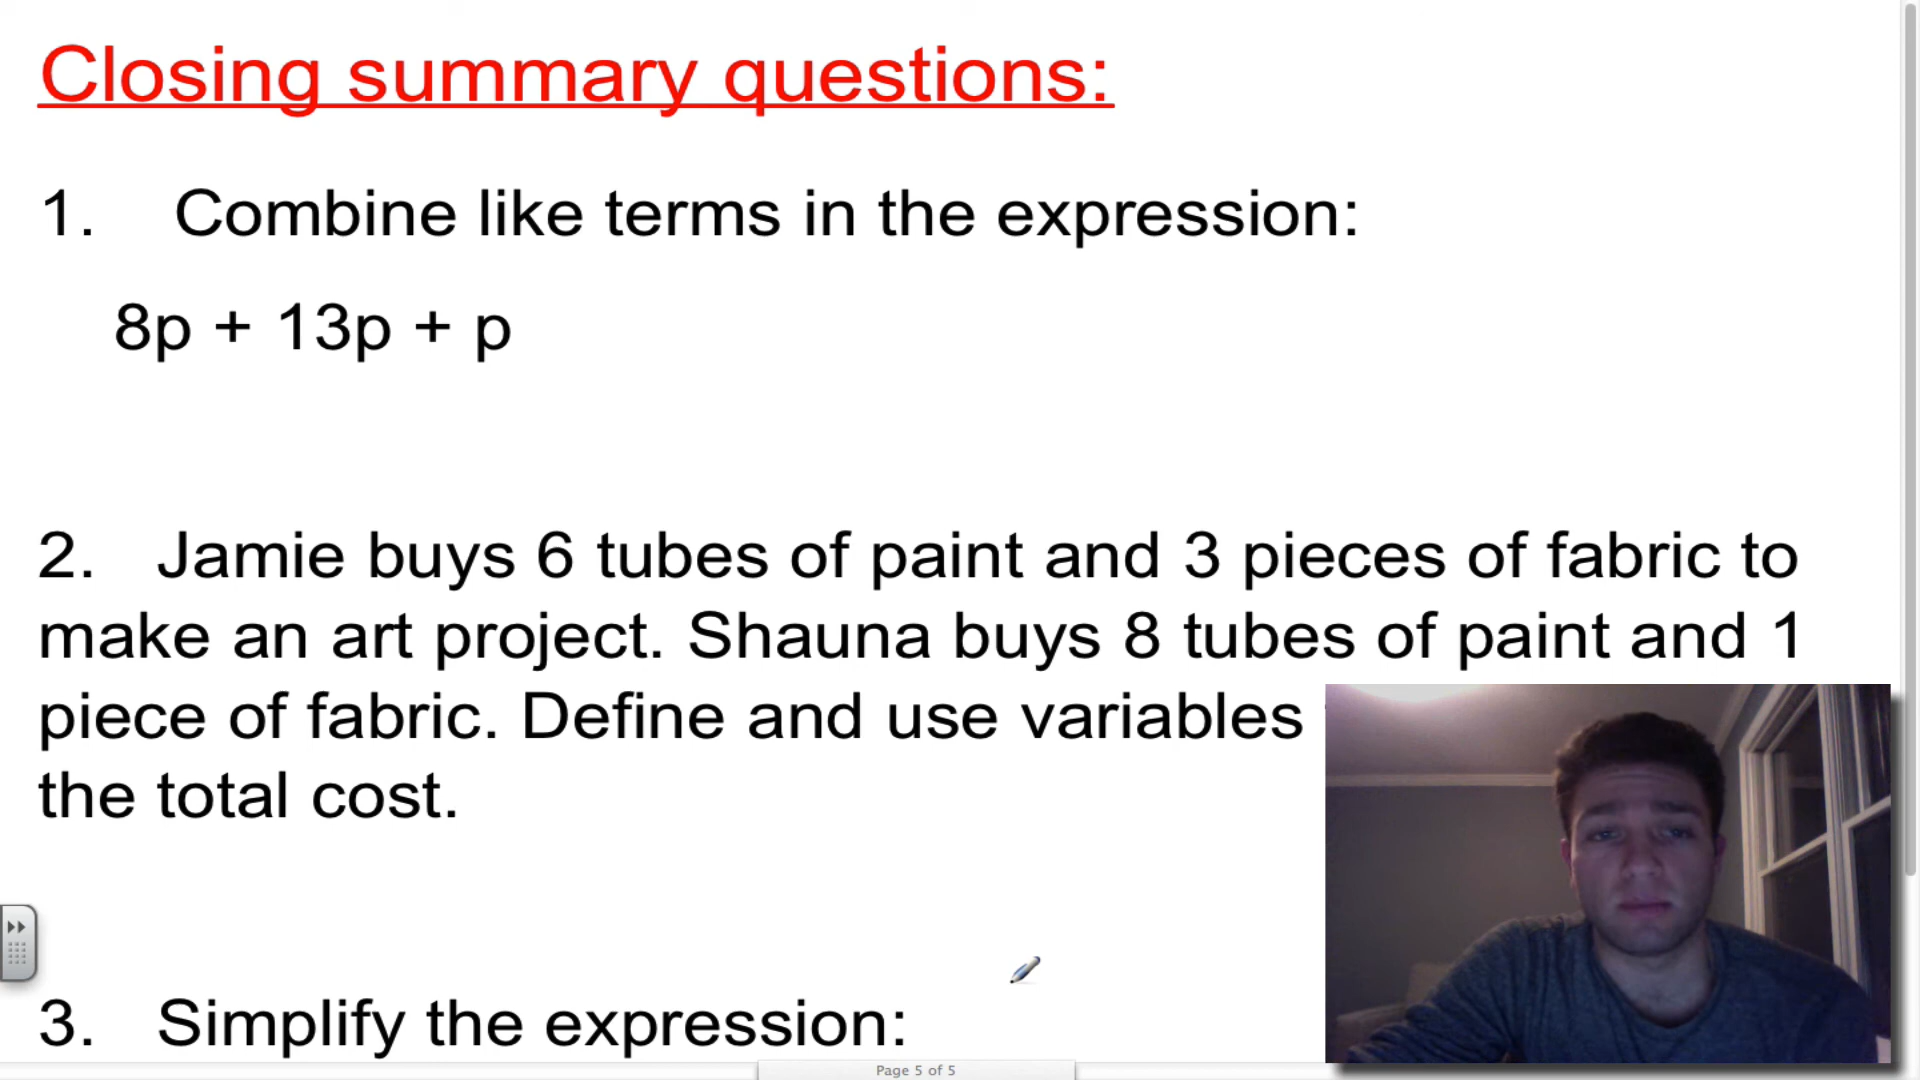 Closing summary questions:
1. Combine like terms in the expression:
8p + 13p + p
2. Jamie buys 6 tubes of paint and 3 pieces of fabric to
make an art project. Shauna buys 8 tubes of paint and 1
piece of fabric. Define and use variables
the total cost.
3. Simplify the expression:
Page 5 of 5